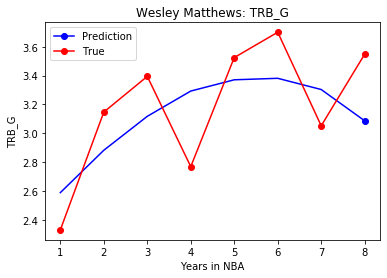 Wesley Matthews: TRB_G
Prediction
True
TRB_G
3.6
3.4
3.2
3.0
2.8
2.6
2.4
1 2 3 4 5 6 7 8
Years in NBA